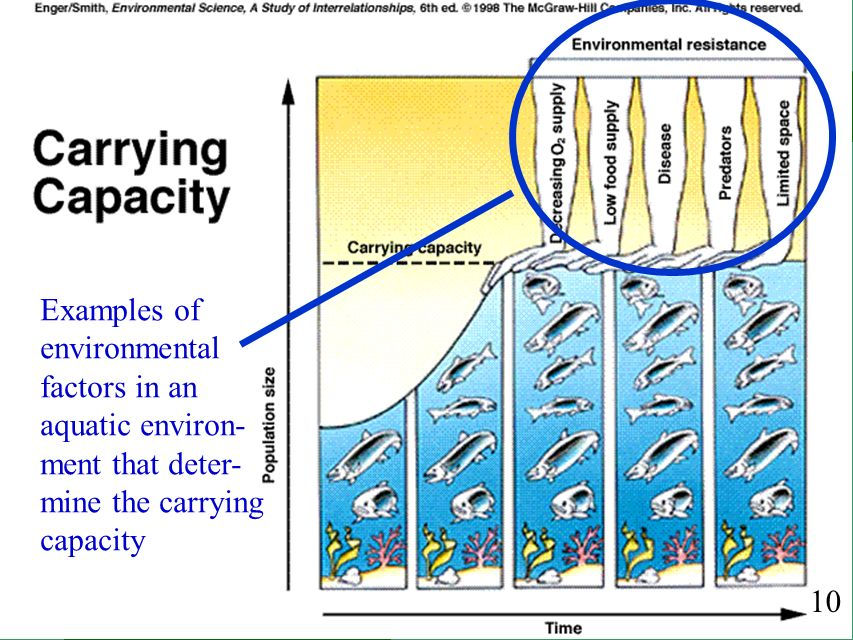 Enger/Smith, Environmental Science, A Study of Interrelationships, 6th ed. © 1998 The McGraw-Hill Companies, Inc. All rights reserved.
Environmental resistance
Carrying
Capacity
Decreasing O₂ supply
Low food supply
Disease
Predators
Limited space
Carrying capacity
Examples of
environmental
factors in an
aquatic environ-
ment that deter-
mine the carrying
capacity
Population size
Time
10